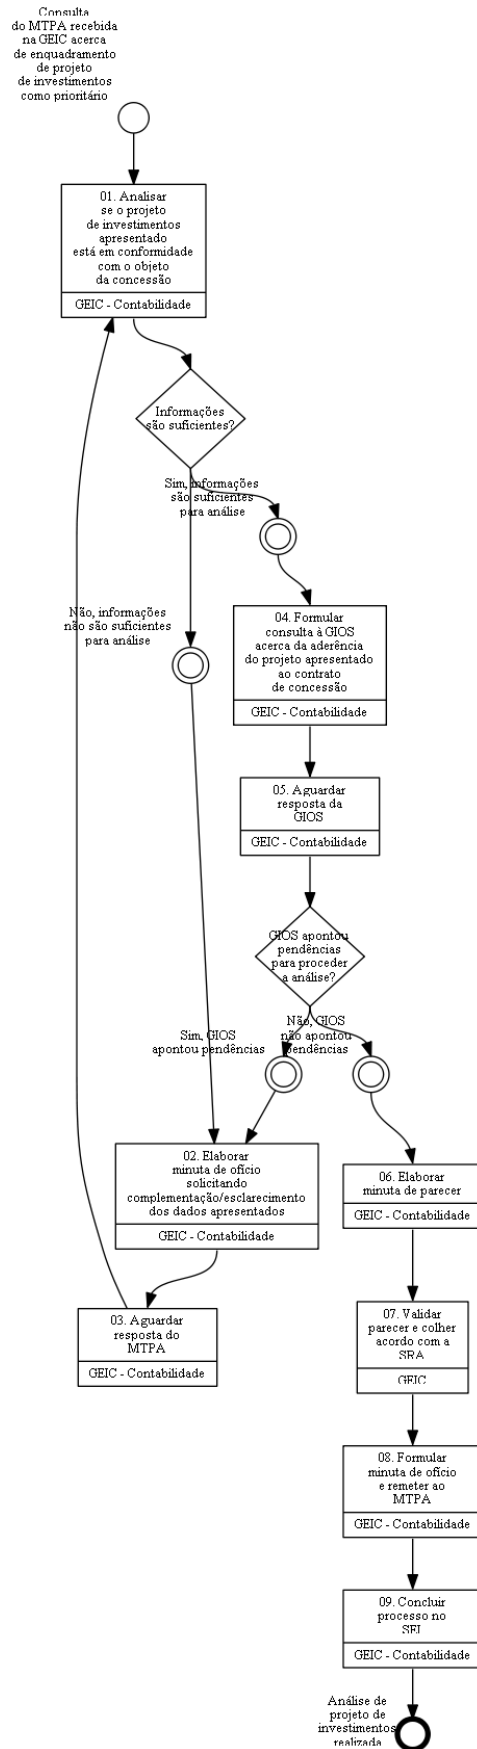 Consulta
do MTPA recebida
na GEIC acerca
de enquadramento
de projeto
de investimentos
como prioritário
01. Analisar
se o projeto
de investimentos
apresentado
está em conformidade
com o objeto
da concessão
GEIC - Contabilidade
Informações
são suficientes?
Sim, informações
são suficientes
para análise
Não, informações
não são suficientes
para análise
04. Formular
consulta à GIOS
acerca da aderência
do projeto apresentado
ao contrato
de concessão
GEIC - Contabilidade
05. Aguardar
resposta da
GIOS
GEIC - Contabilidade
GIOS apontou
pendências
para proceder
a análise?
Sim, GIOS
apontou pendências
Não, GIOS
não apontou
pendências
02. Elaborar
minuta de ofício
solicitando
complementação/esclarecimento
dos dados apresentados
GEIC - Contabilidade
06. Elaborar
minuta de parecer
GEIC - Contabilidade
03. Aguardar
resposta do
MTPA
GEIC - Contabilidade
07. Validar
parecer e colher
acordo com a
SRA
GEIC
08. Formular
minuta de ofício
e remeter ao
MTPA
GEIC - Contabilidade
09. Concluir
processo no
SEI
GEIC - Contabilidade
Análise de
projeto de
investimentos
realizada